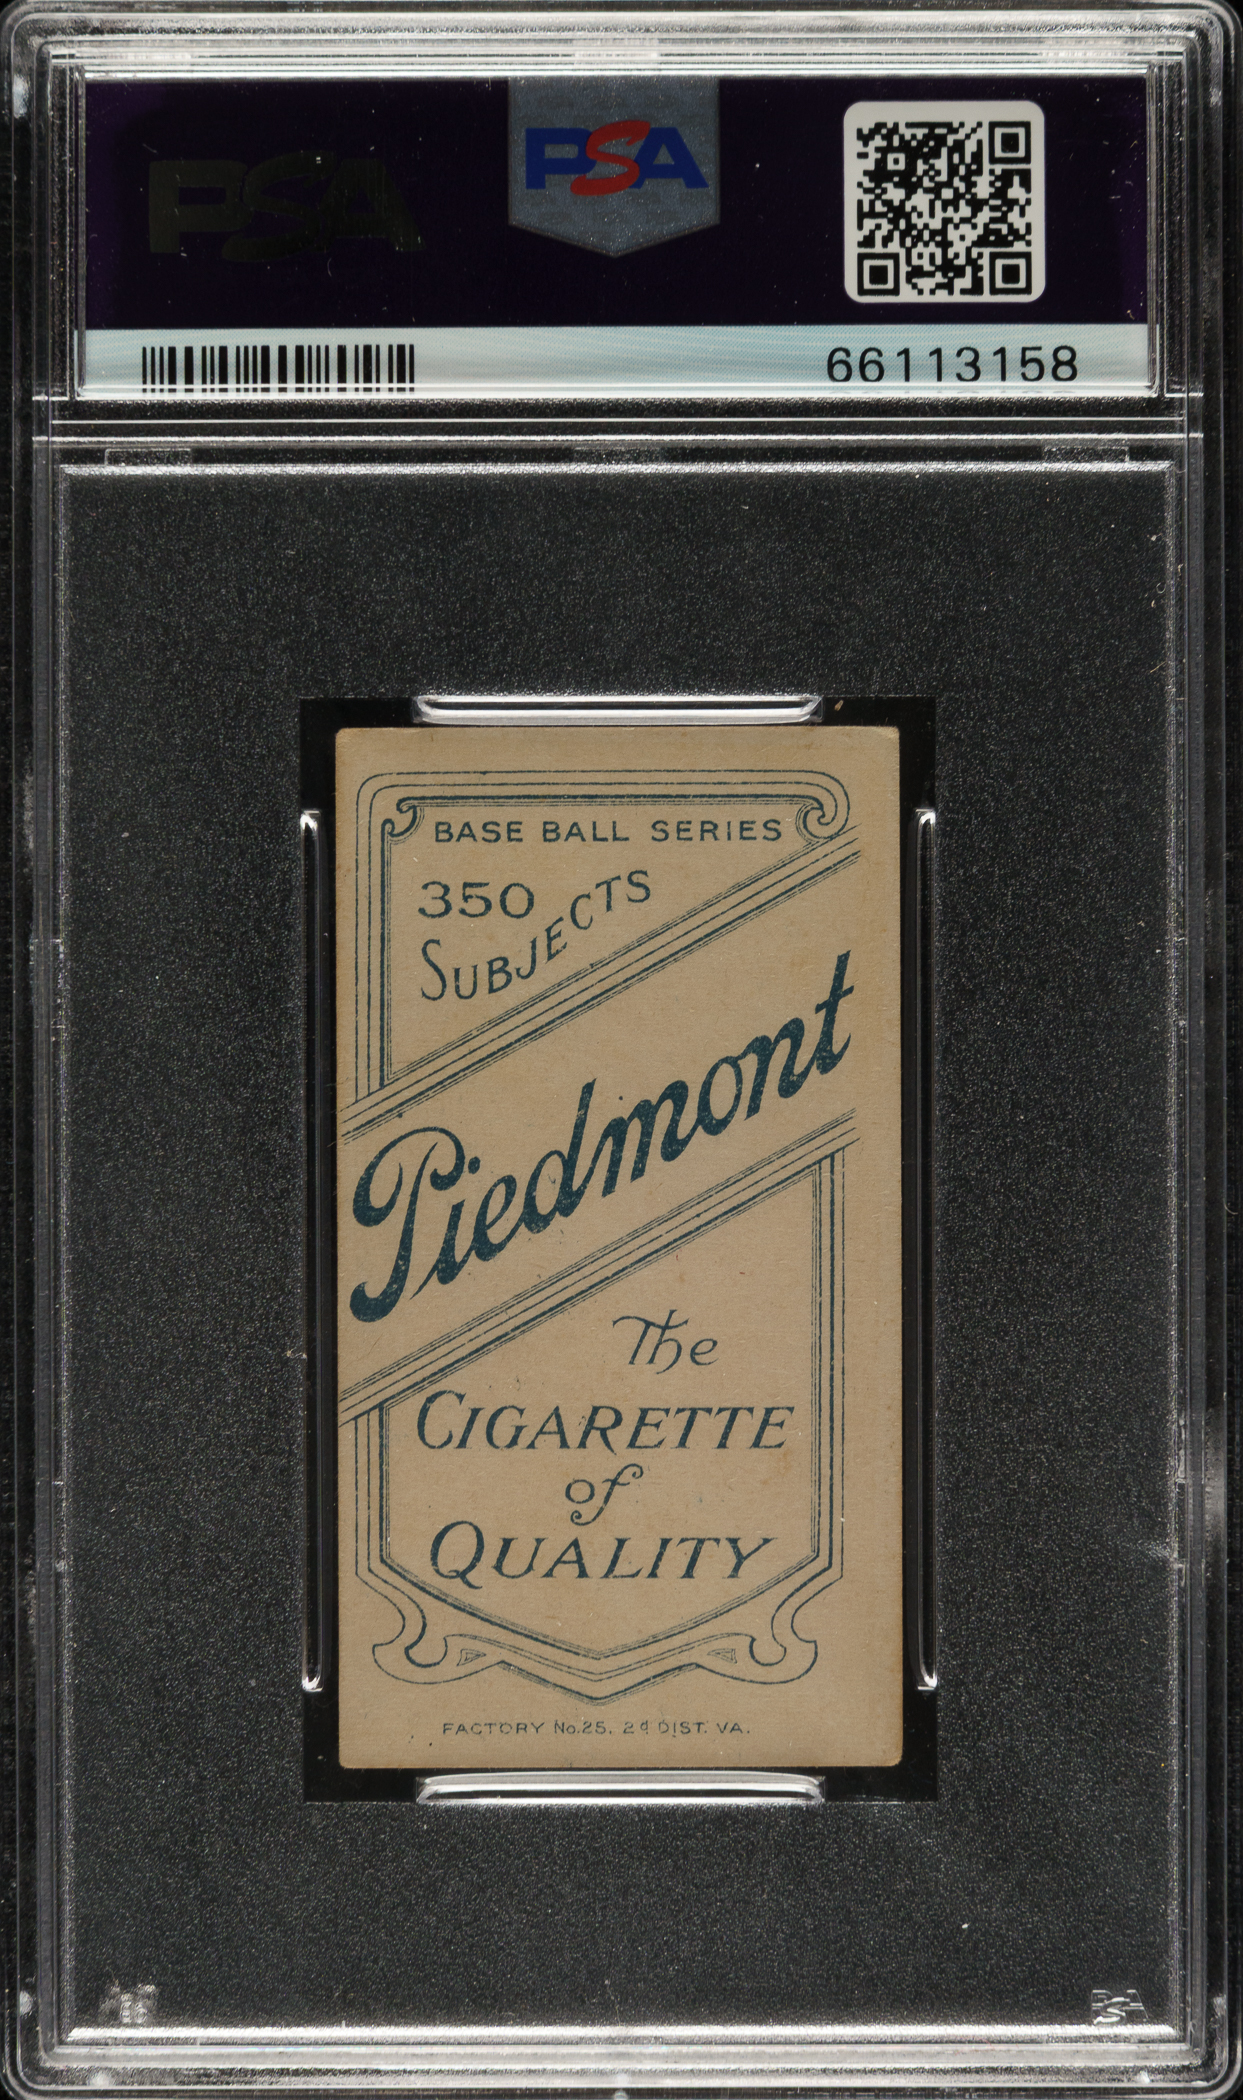 PSA
PSA
66113158
BASE BALL SERIES
350
SUBJECTS
Piedmont
The
CIGARETTE
of
QUALITY
FACTORY No.25. 2d DIST. VA.
PSA